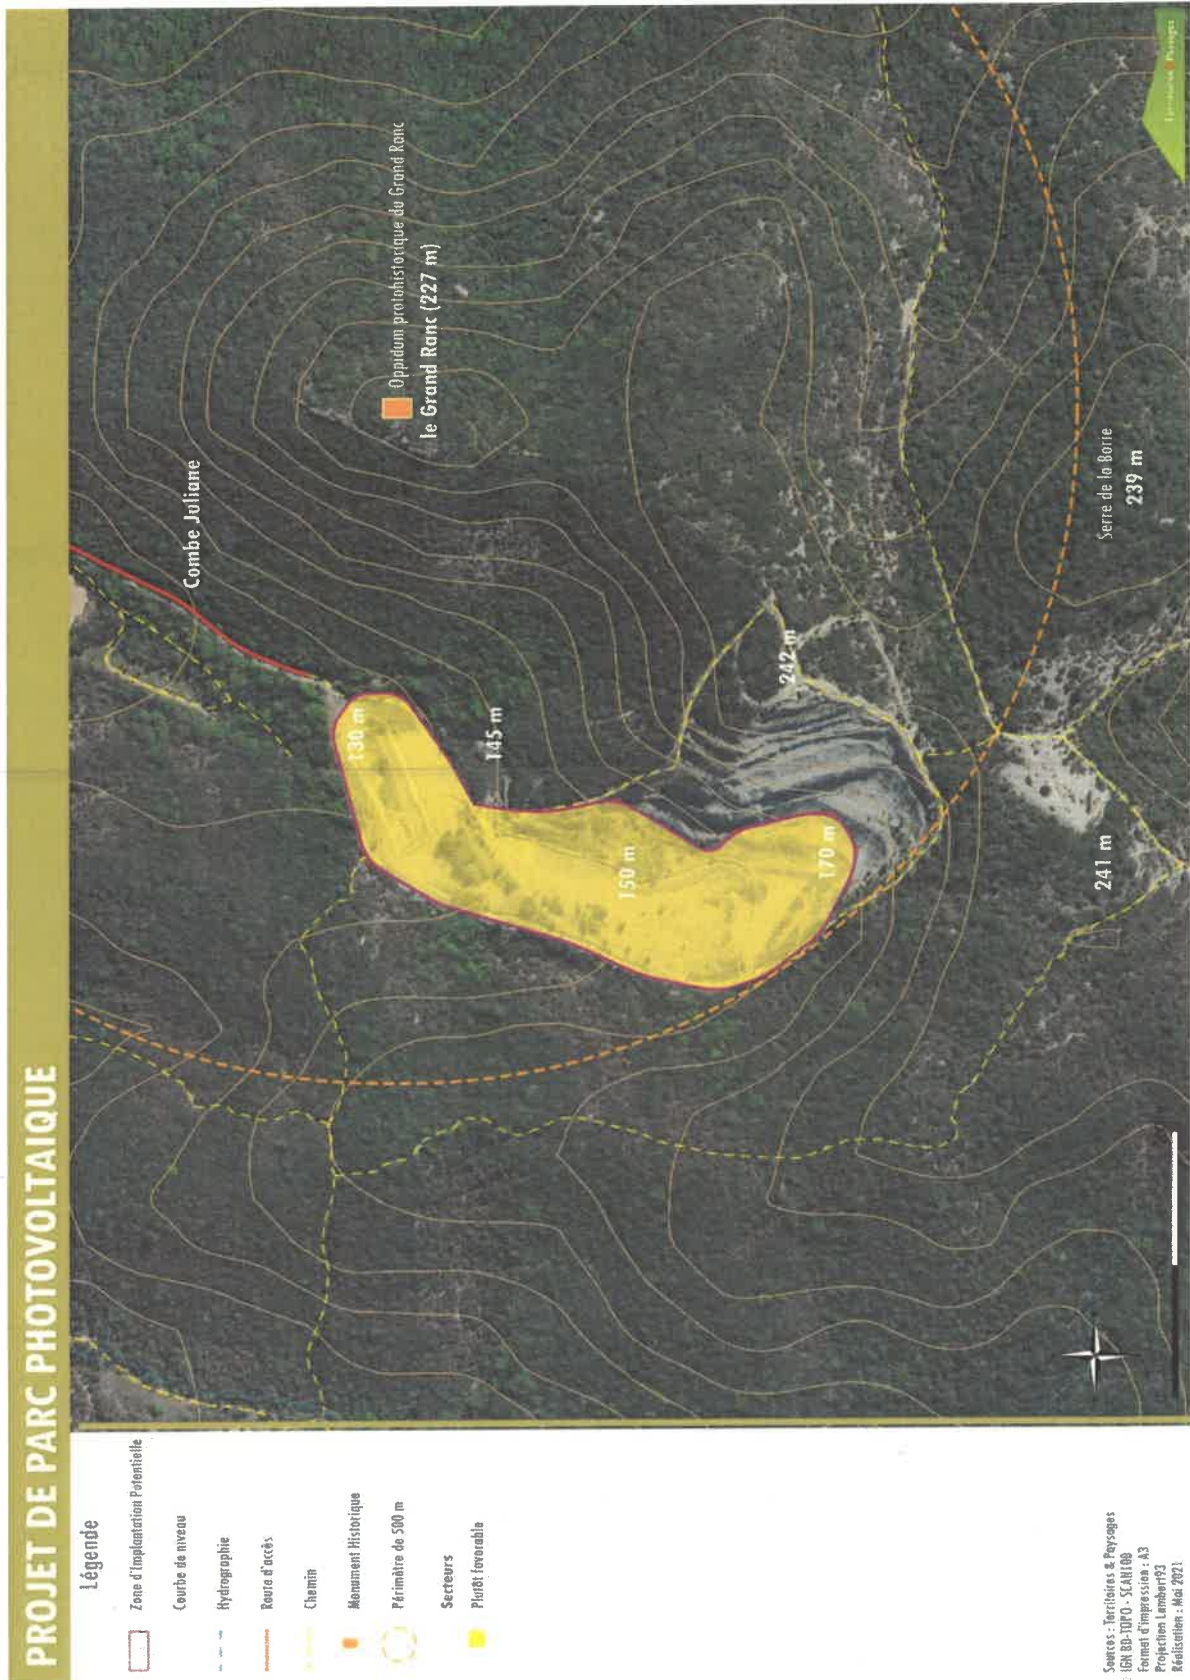 PROJET DE PARC PHOTOVOLTAIQUE
Légende
Zone d'Implantation Potentielle
Courbe de niveau
Hydrographie
Route d'accès
Chemin
Monument Historique
Périmètre de 500 m
Secteurs
Plutôt favorable
Sources : Territoires & Paysages
IGN BD-TOPO - SCAN100
Format d'impression : A3
Projection Lambert93
Réalisation : Mai 2021
Combe Juliane
Oppidum protohistorique du Grand Ranc
le Grand Ranc (227 m)
130 m
145 m
150 m
170 m
242 m
241 m
Serre de la Borie
239 m
Territoires & Paysages